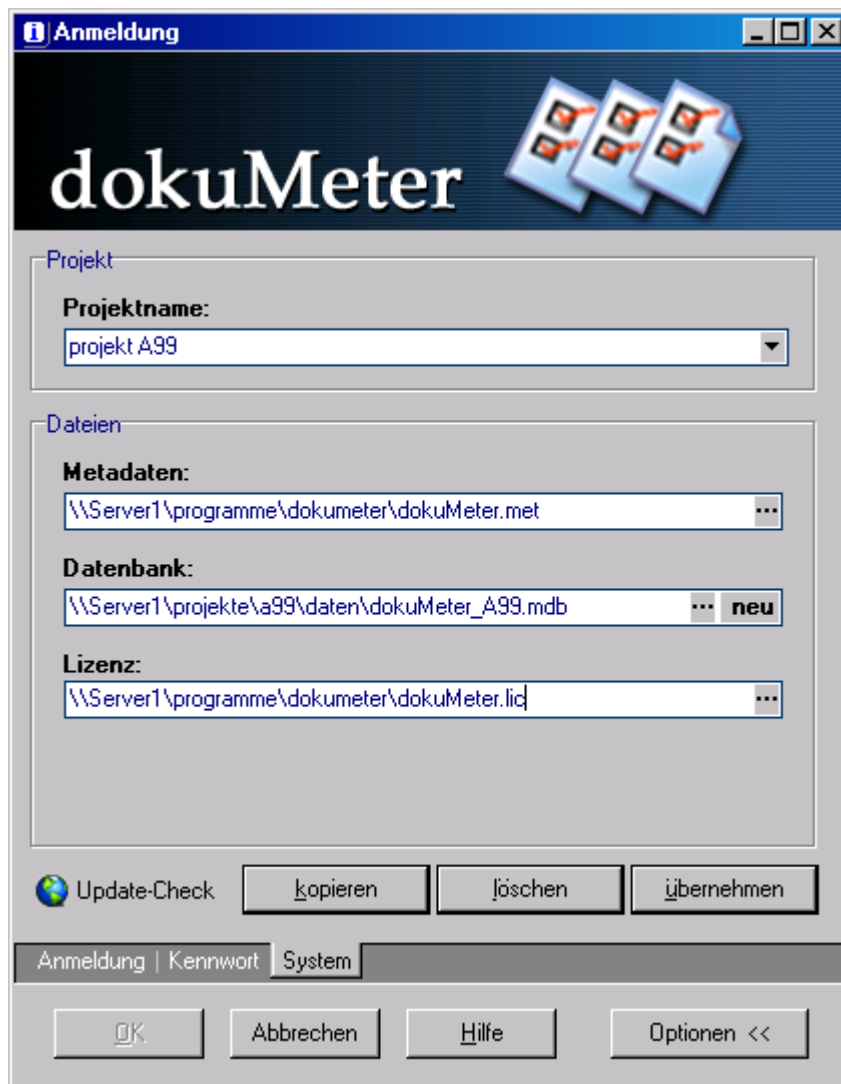 Anmeldung
dokuMeter
Projekt
Projektname:
projekt A99
Dateien
Metadaten:
\\Server1\programme\dokumeter\dokuMeter.met
...
Datenbank:
\\Server1\projekte\a99\daten\dokuMeter_A99.mdb
... neu
Lizenz:
\\Server1\programme\dokumeter\dokuMeter.lic
...
Update-Check kopieren löschen übernehmen
Anmeldung | Kennwort System
OK Abbrechen Hilfe Optionen <<